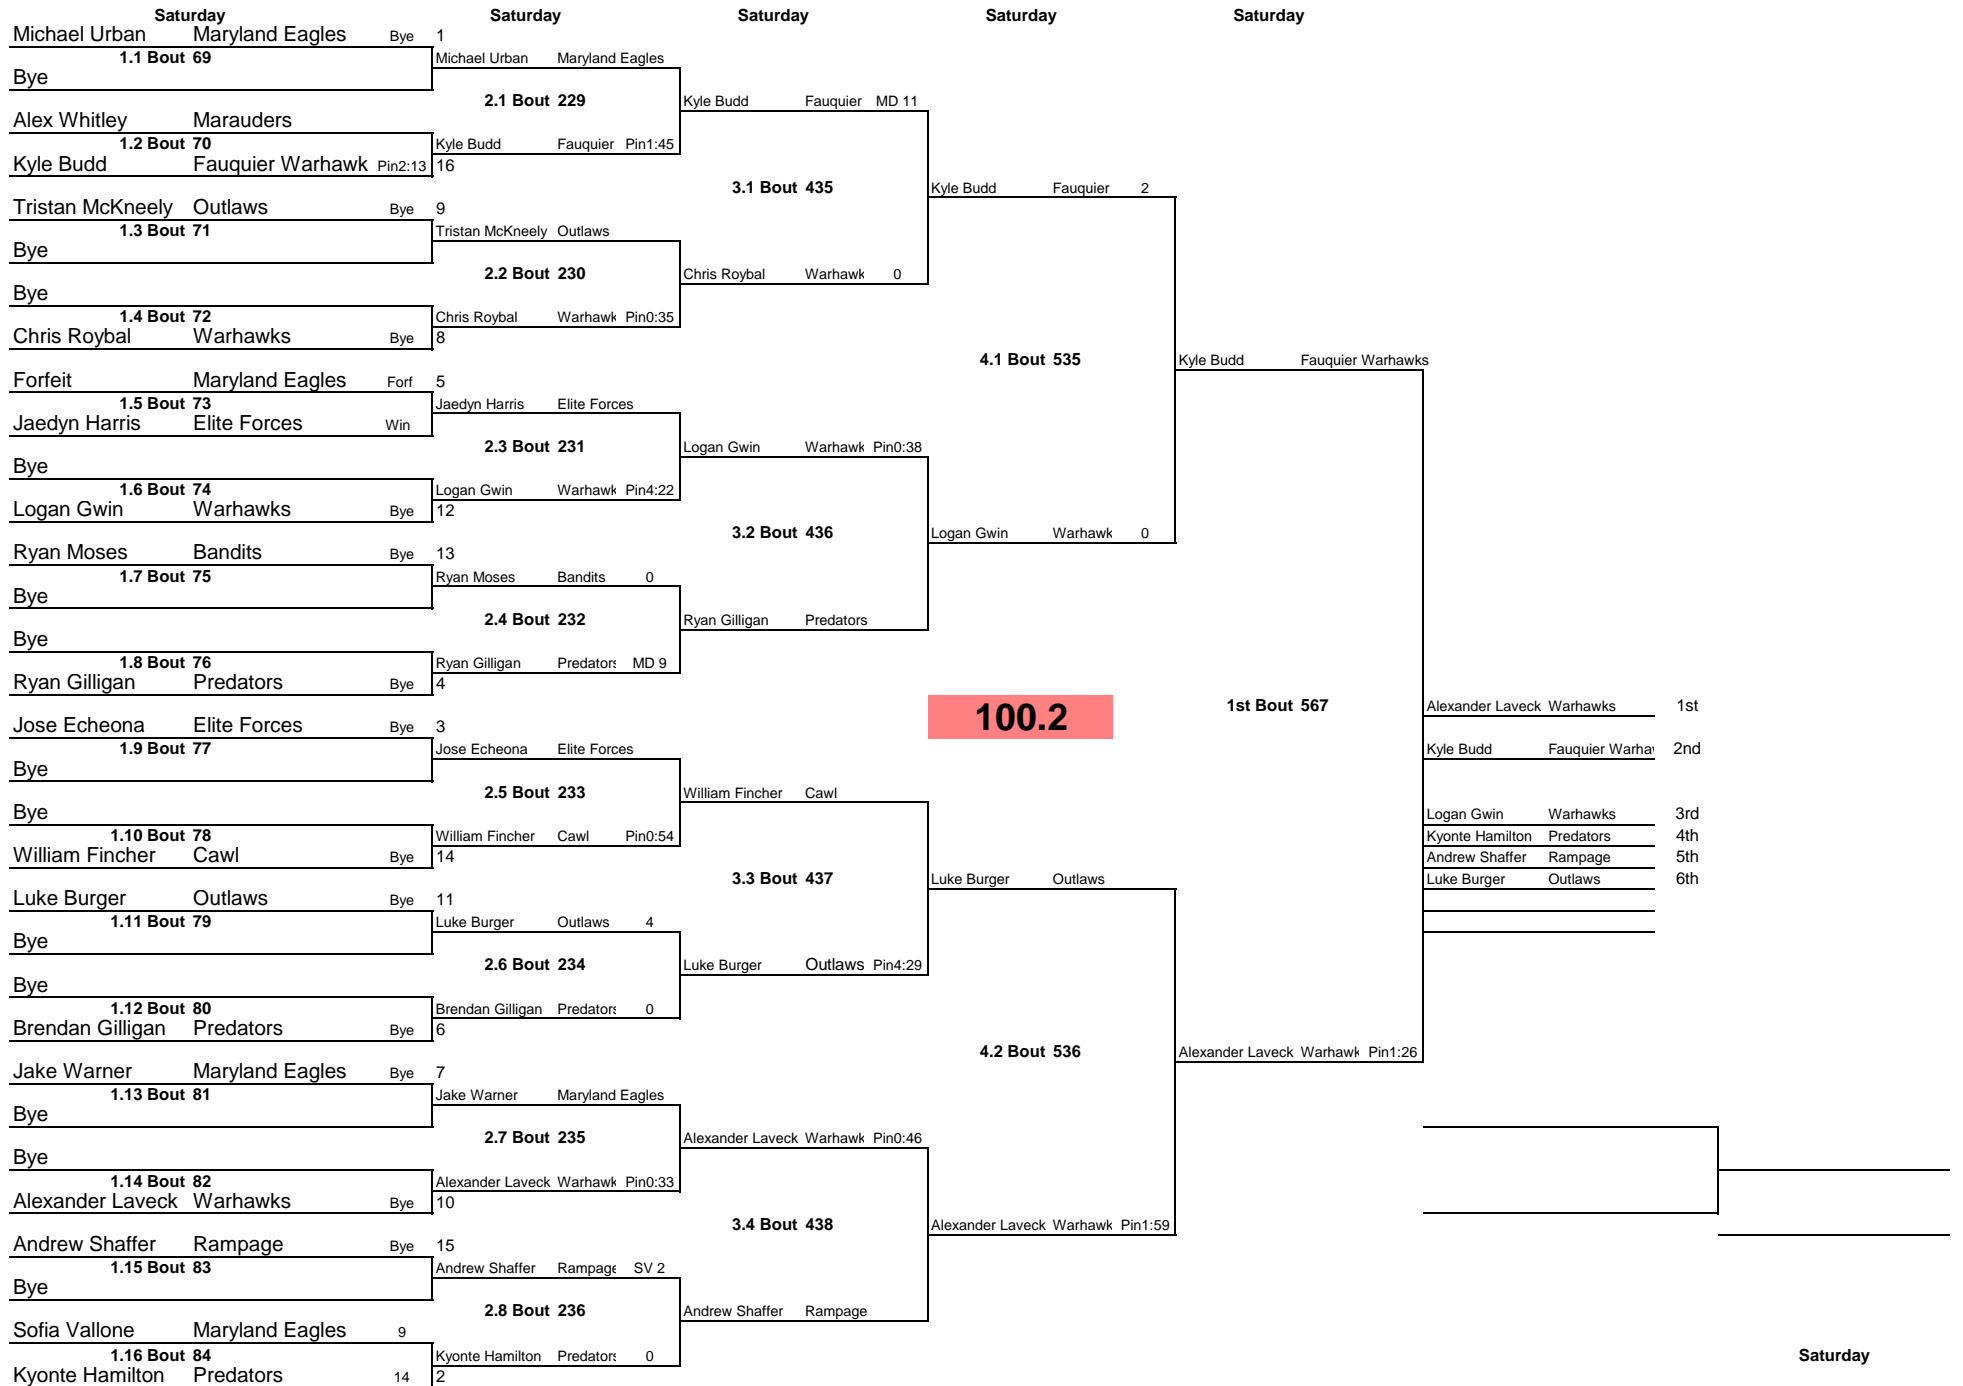 Saturday Saturday Saturday Saturday Saturday
Michael Urban Maryland Eagles Bye 1
1.1 Bout 69
Bye
Alex Whitley Marauders
1.2 Bout 70
Kyle Budd Fauquier Warhawk Pin2:13 16
Tristan McKneely Outlaws Bye 9
1.3 Bout 71
Bye
Bye
1.4 Bout 72
Chris Roybal Warhawks Bye 8
Forfeit Maryland Eagles Forf 5
1.5 Bout 73
Jaedyn Harris Elite Forces Win
Bye
1.6 Bout 74
Logan Gwin Warhawks Bye 12
Ryan Moses Bandits Bye 13
1.7 Bout 75
Bye
Bye
1.8 Bout 76
Ryan Gilligan Predators Bye 4
Jose Echeona Elite Forces Bye 3
1.9 Bout 77
Bye
Bye
1.10 Bout 78
William Fincher Cawl Bye 14
Luke Burger Outlaws Bye 11
1.11 Bout 79
Bye
Bye
1.12 Bout 80
Brendan Gilligan Predators Bye 6
Jake Warner Maryland Eagles Bye 7
1.13 Bout 81
Bye
Bye
1.14 Bout 82
Alexander Laveck Warhawks Bye 10
Andrew Shaffer Rampage Bye 15
1.15 Bout 83
Bye
Sofia Vallone Maryland Eagles 9
1.16 Bout 84
Kyonte Hamilton Predators 14 2
Michael Urban Maryland Eagles
2.1 Bout 229
Kyle Budd Fauquier Pin1:45
Tristan McKneely Outlaws
2.2 Bout 230
Chris Roybal Warhawk Pin0:35
Jaedyn Harris Elite Forces
2.3 Bout 231
Logan Gwin Warhawk Pin4:22
Ryan Moses Bandits 0
2.4 Bout 232
Ryan Gilligan Predators MD 9
Jose Echeona Elite Forces
2.5 Bout 233
William Fincher Cawl Pin0:54
Luke Burger Outlaws 4
2.6 Bout 234
Brendan Gilligan Predators 0
Jake Warner Maryland Eagles
2.7 Bout 235
Alexander Laveck Warhawk Pin0:33
Andrew Shaffer Rampage SV 2
2.8 Bout 236
Kyonte Hamilton Predators 0
Kyle Budd Fauquier MD 11
3.1 Bout 435
Chris Roybal Warhawk 0
Logan Gwin Warhawk Pin0:38
3.2 Bout 436
Ryan Gilligan Predators
William Fincher Cawl
3.3 Bout 437
Luke Burger Outlaws Pin4:29
Alexander Laveck Warhawk Pin0:46
3.4 Bout 438
Andrew Shaffer Rampage
Kyle Budd Fauquier 2
4.1 Bout 535
Logan Gwin Warhawk 0
100.2
Luke Burger Outlaws
4.2 Bout 536
Alexander Laveck Warhawk Pin1:59
Kyle Budd Fauquier Warhawks
1st Bout 567
Alexander Laveck Warhawk Pin1:26
Alexander Laveck Warhawks 1st
Kyle Budd Fauquier Warhaw 2nd
Logan Gwin Warhawks 3rd
Kyonte Hamilton Predators 4th
Andrew Shaffer Rampage 5th
Luke Burger Outlaws 6th
Saturday